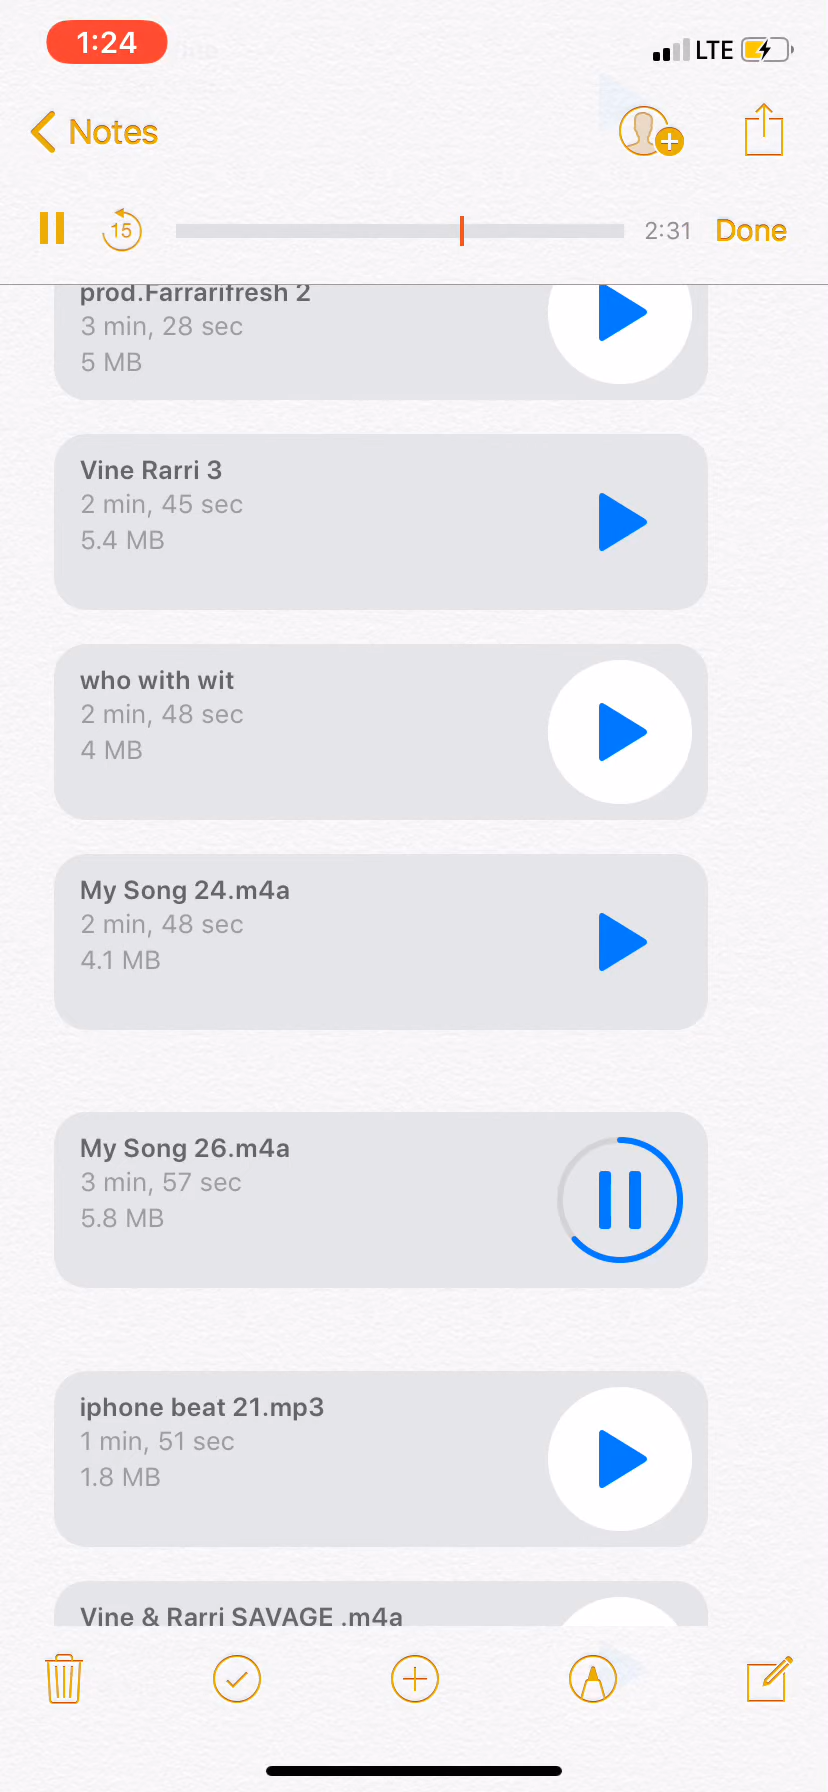 1:24
LTE
Notes
15
2:31
Done
prod.Farrarifresh 2
3 min, 28 sec
5 MB
Vine Rarri 3
2 min, 45 sec
5.4 MB
who with wit
2 min, 48 sec
4 MB
My Song 24.m4a
2 min, 48 sec
4.1 MB
My Song 26.m4a
3 min, 57 sec
5.8 MB
iphone beat 21.mp3
1 min, 51 sec
1.8 MB
Vine & Rarri SAVAGE .m4a